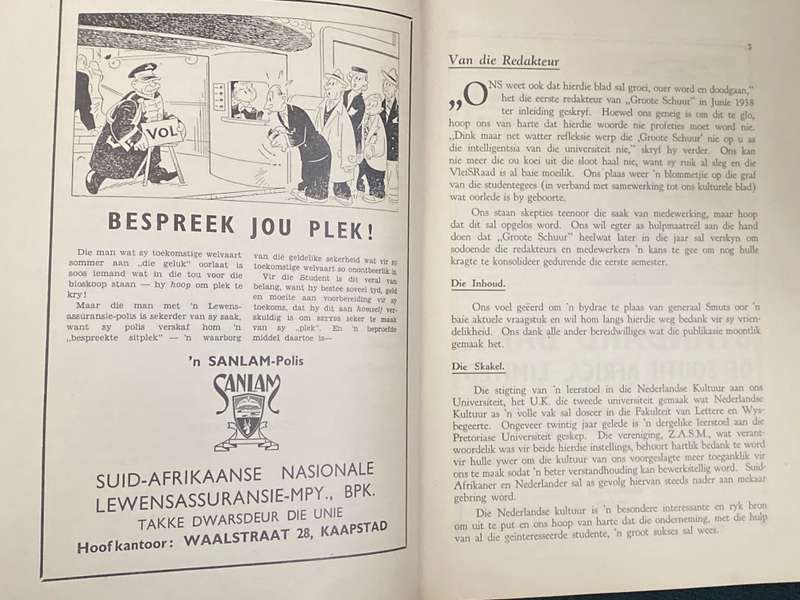 VOL
BESPREEK JOU PLEK!
Die man wat sy toekomstige welvaart
sommer aan „die geluk" oorlaat is
soos iemand wat in die tou voor die
bioskoop staan — hy hoop om plek te
kry!
Maar die man met 'n Lewens-
assuransie-polis is sekerder van sy saak,
want sy polis verskaf hom 'n
„bespreekte sitplek" — 'n waarborg
van die geldelike sekerheid wat vir sy
toekomstige welvaart so onontbeerlik is.
Vir die Student is dit veral van
belang, want hy bestee soveel tyd, geld
en moeite aan voorbereiding vir sy
toekoms, dat hy dit aan homself ver-
skuldig is om seker te maak
van sy „plek". En 'n beproefde
middel daartoe is—
'n SANLAM-Polis
SANLAM
SUID-AFRIKAANSE NASIONALE
LEWENSASSURANSIE-MPY., BPK.
TAKKE DWARSDEUR DIE UNIE
Hoofkantoor: WAALSTRAAT 28, KAAPSTAD
3
Van die Redakteur
„ONS weet ook dat hierdie blad sal groei, ouer word en doodgaan,"
het die eerste redakteur van „Groote Schuur" in Junie 1938
ter inleiding geskryf. Hoewel ons geneig is om dit te glo,
hoop ons van harte dat hierdie woorde nie profeties moet word nie.
„Dink maar net watter refleksie werp die ‚Groote Schuur' nie op u as
die intelligentsia van die universiteit nie," skryf hy verder. Ons kan
nie meer die ou koei uit die sloot haal nie, want sy ruik al sleg en die
VleiSRaad is al baie moeilik. Ons plaas weer 'n blommetjie op die graf
van die studentegees (in verband met samewerking tot ons kulturele blad)
wat oorlede is by geboorte.
Ons staan skepties teenoor die saak van medewerking, maar hoop
dat dit sal opgelos word. Ons wil egter as hulpmaatreël aan die hand
doen dat „Groote Schuur" heelwat later in die jaar sal verskyn om
sodoende die redakteurs en medewerkers 'n kans te gee om nog hulle
kragte te konsolideer gedurende die eerste semester.
Die Inhoud.
Ons voel geëerd om 'n bydrae te plaas van generaal Smuts oor 'n
baie aktuele vraagstuk en wil hom langs hierdie weg bedank vir sy vrien-
delikheid. Ons dank alle ander bereidwilliges wat die publikasie moontlik
gemaak het.
Die Skakel.
Die stigting van 'n leerstoel in die Nederlandse Kultuur aan ons
Universiteit, het U.K. die tweede universiteit gemaak wat Nederlandse
Kultuur as 'n volle vak sal doseer in die Fakulteit van Lettere en Wys-
begeerte. Ongeveer twintig jaar gelede is 'n dergelike leerstoel aan die
Pretoriase Universiteit geskep. Die vereniging, Z.A.S.M., wat verant-
woordelik was vir beide hierdie instellings, behoort hartlik bedank te word
vir hulle ywer om die kultuur van ons voorgeslagte meer toeganklik vir
ons te maak sodat 'n beter verstandhouding kan bewerkstellig word. Suid-
Afrikaner en Nederlander sal as gevolg hiervan steeds nader aan mekaar
gebring word.
Die Nederlandse kultuur is 'n besondere interessante en ryk bron
om uit te put en ons hoop van harte dat die onderneming, met die hulp
van al die geinteresseerde studente, 'n groot sukses sal wees.